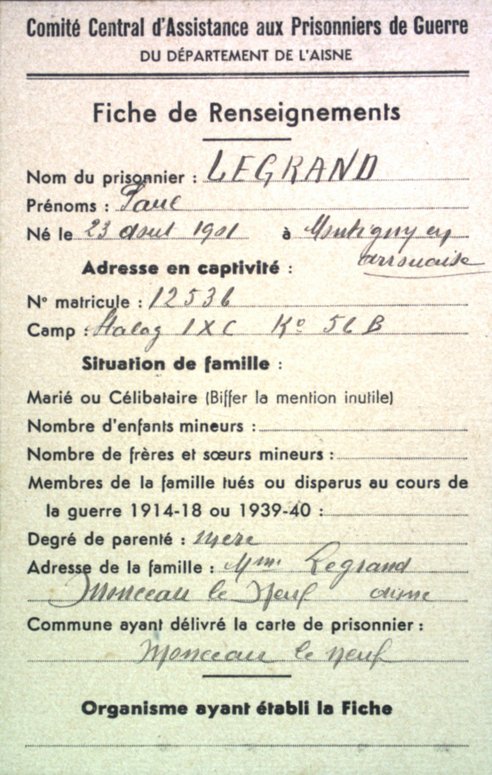 Comité Central d'Assistance aux Prisonniers de Guerre
DU DÉPARTEMENT DE L'AISNE
Fiche de Renseignements
Nom du prisonnier : LEGRAND
Prénoms : Paul
Né le 23 aout 1901 à Montigny en
arrouaise
Adresse en captivité :
N° matricule : 12536
Camp : Stalag IXC Ko 56 B
Situation de famille :
Marié ou Célibataire (Biffer la mention inutile)
Nombre d'enfants mineurs :
Nombre de frères et sœurs mineurs :
Membres de la famille tués ou disparus au cours de
la guerre 1914-18 ou 1939-40 :
Degré de parenté : mere
Adresse de la famille : Mme Legrand
Monceau le Neuf aisne
Commune ayant délivré la carte de prisonnier :
Monceau le neuf
Organisme ayant établi la Fiche